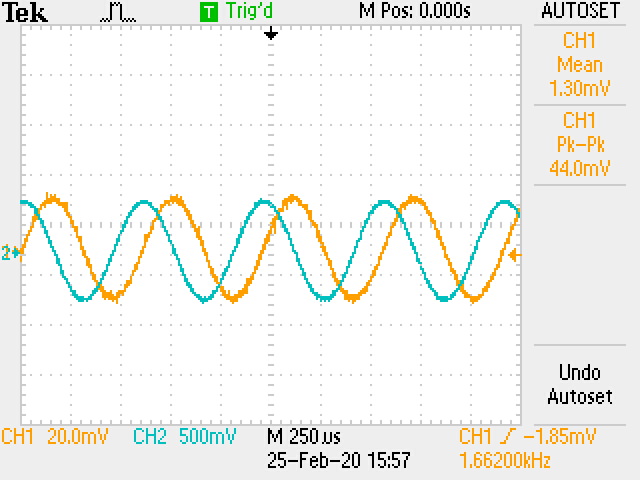 Tek T Trig'd M Pos: 0.000s AUTOSET
CH1
Mean
1.30mV
CH1
Pk-Pk
44.0mV
2
Undo
Autoset
CH1 20.0mV CH2 500mV M 250µs CH1 -1.85mV
25-Feb-20 15:57 1.66200kHz